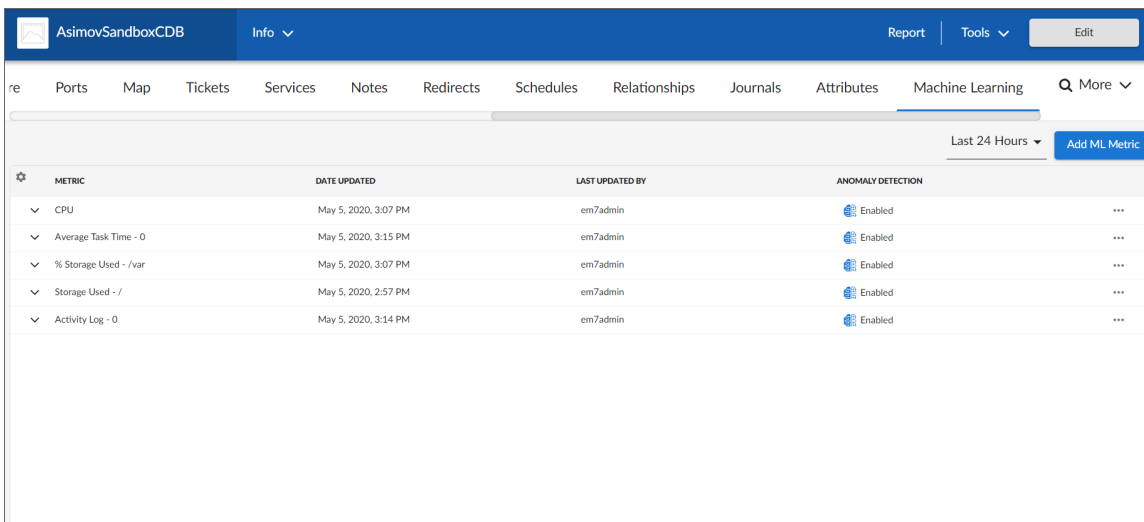 AsimovSandboxCDB Info Report Tools Edit
re Ports Map Tickets Services Notes Redirects Schedules Relationships Journals Attributes Machine Learning More
Last 24 Hours Add ML Metric
METRIC DATE UPDATED LAST UPDATED BY ANOMALY DETECTION
CPU May 5, 2020, 3:07 PM em7admin Enabled ...
Average Task Time - 0 May 5, 2020, 3:15 PM em7admin Enabled ...
% Storage Used - /var May 5, 2020, 3:07 PM em7admin Enabled ...
Storage Used - / May 5, 2020, 2:57 PM em7admin Enabled ...
Activity Log - 0 May 5, 2020, 3:14 PM em7admin Enabled ...